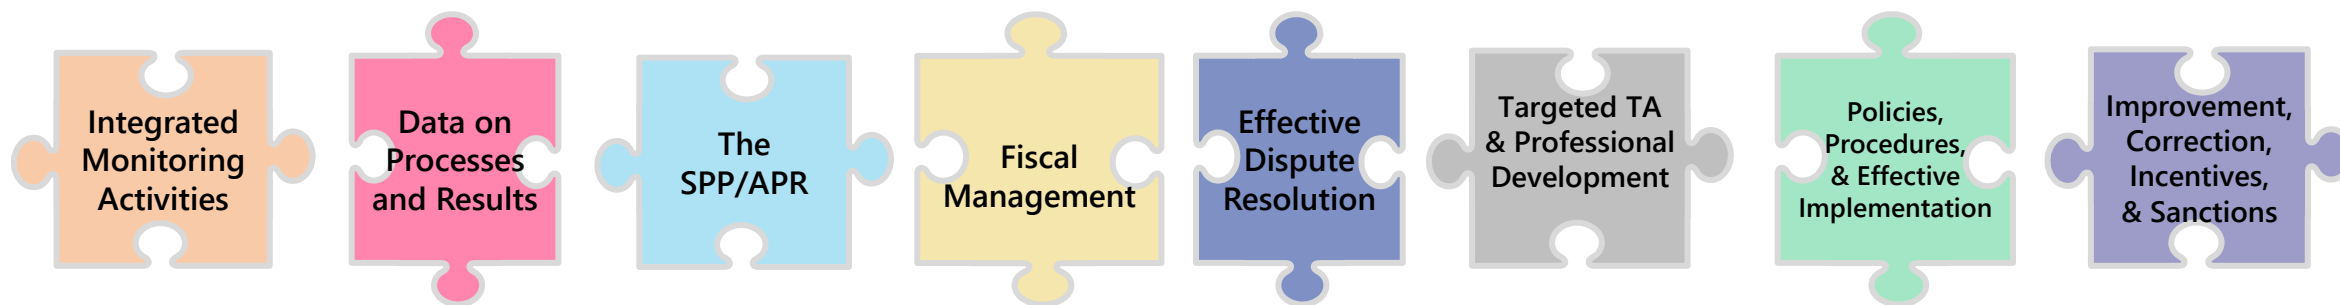 Integrated
Monitoring
Activities
Data on
Processes
and Results
The
SPP/APR
Fiscal
Management
Effective
Dispute
Resolution
Targeted TA
& Professional
Development
Policies,
Procedures,
& Effective
Implementation
Improvement,
Correction,
Incentives,
& Sanctions